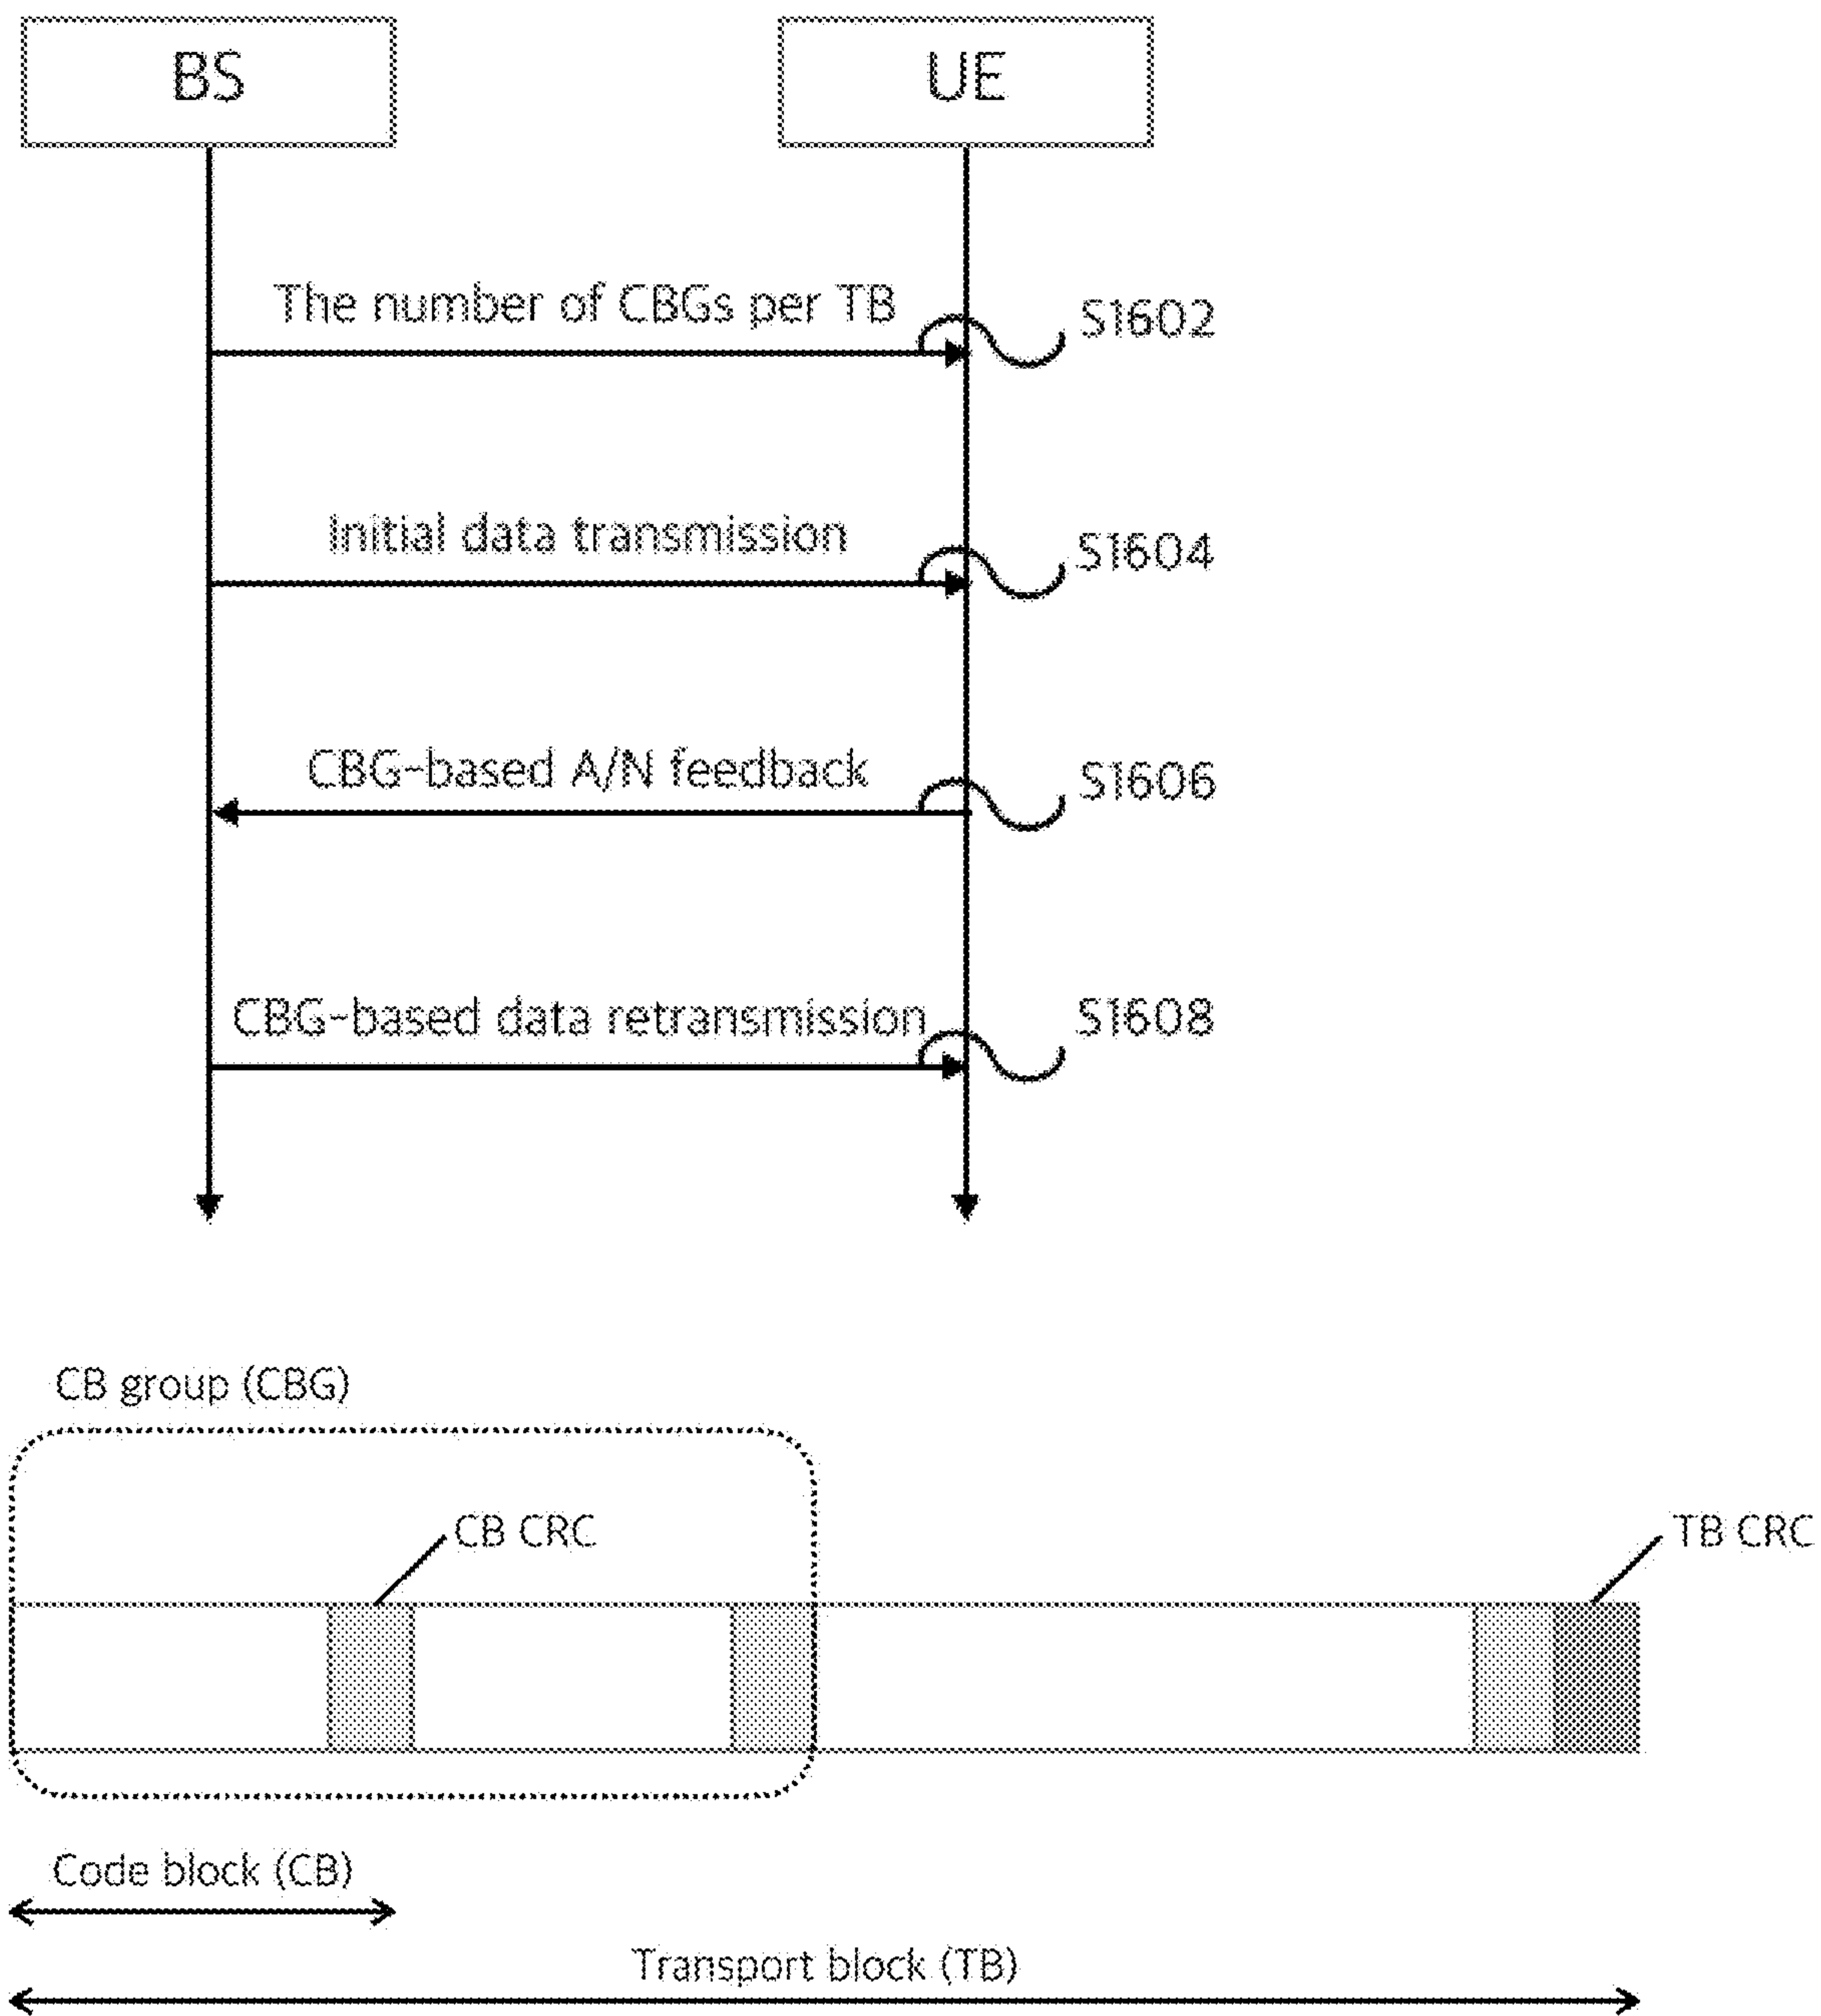 BS
UE
The number of CBGs per TB
S1602
Initial data transmission
S1604
CBG-based A/N feedback
S1606
CBG-based data retransmission
S1608
CB group (CBG)
CB CRC
TB CRC
Code block (CB)
Transport block (TB)